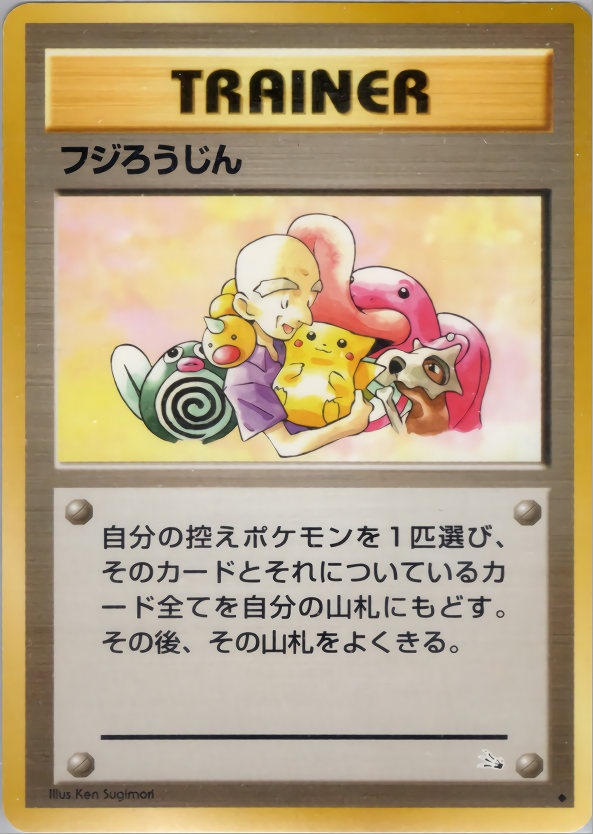 TRAINER
フジろうじん
自分の控えポケモンを1匹選び、
そのカードとそれについているカ
ード全てを自分の山札にもどす。
その後、その山札をよくきる。
Illus.Ken Sugimori